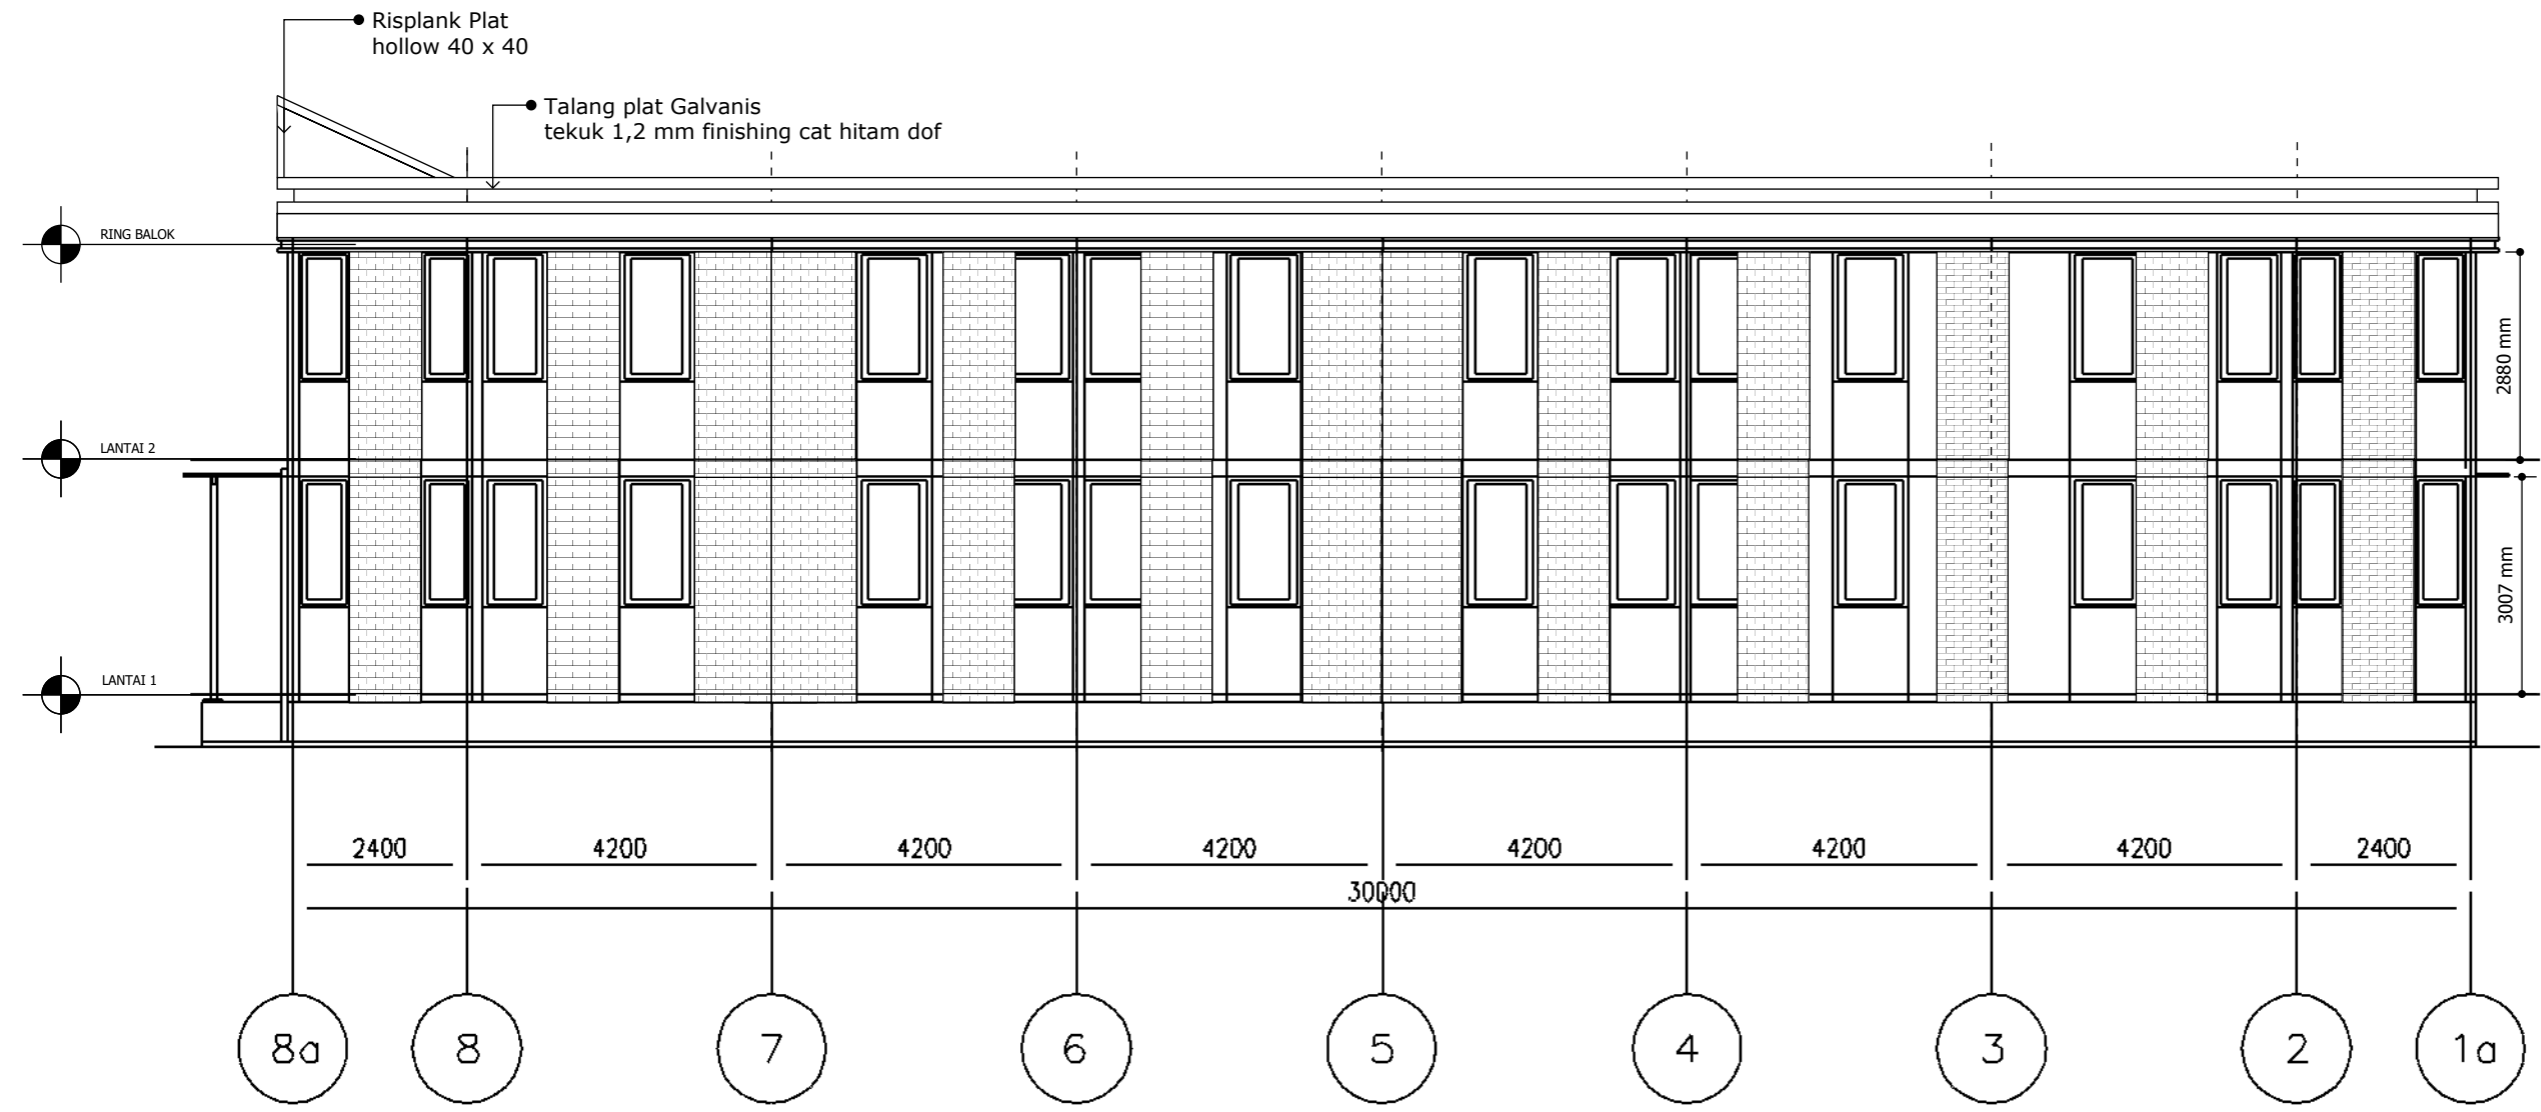 Risplank Plat
hollow 40 x 40
Talang plat Galvanis
tekuk 1,2 mm finishing cat hitam dof
RING BALOK
2880 mm
LANTAI 2
3007 mm
LANTAI 1
2400 4200 4200 4200 4200 4200 4200 2400
30000
8a 8 7 6 5 4 3 2 1a